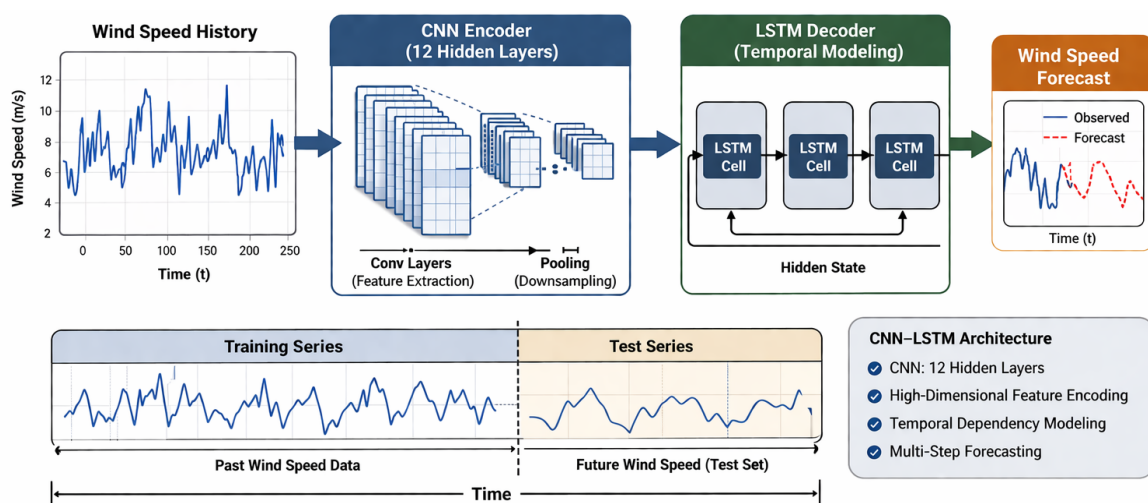 Wind Speed History
Wind Speed (m/s)
12
10
8
6
4
2
0
50
100
150
200
250
Time (t)
CNN Encoder
(12 Hidden Layers)
Conv Layers
(Feature Extraction)
Pooling
(Downsampling)
LSTM Decoder
(Temporal Modeling)
LSTM
Cell
LSTM
Cell
LSTM
Cell
Hidden State
Wind Speed
Forecast
Observed
Forecast
Time (t)
Training Series
Test Series
Past Wind Speed Data
Future Wind Speed (Test Set)
Time
CNN–LSTM Architecture
CNN: 12 Hidden Layers
High-Dimensional Feature Encoding
Temporal Dependency Modeling
Multi-Step Forecasting